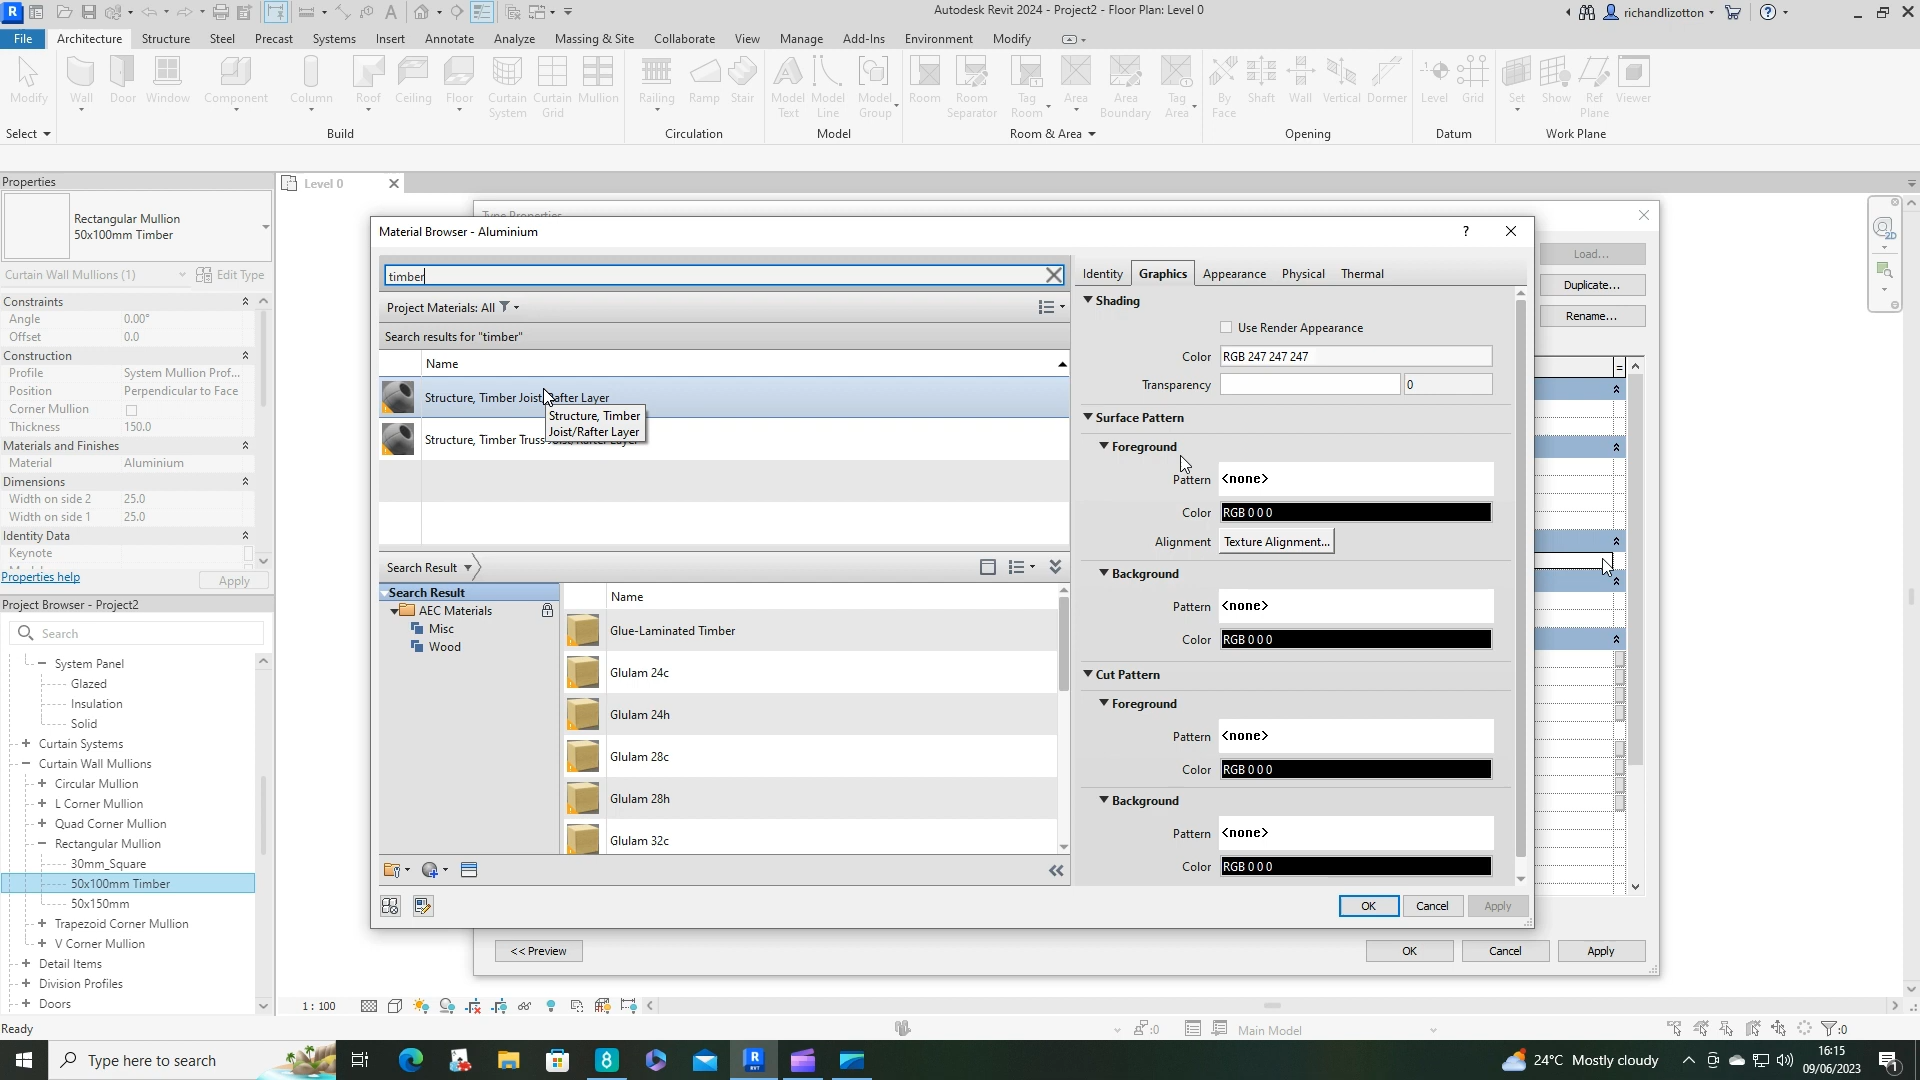 Autodesk Revit 2024 - Project2 - Floor Plan: Level 0
richandlizotton
File
Architecture
Structure
Steel
Precast
Systems
Insert
Annotate
Analyze
Massing & Site
Collaborate
View
Manage
Add-Ins
Environment
Modify
Modify
Wall
Door
Window
Component
Column
Roof
Ceiling
Floor
Curtain System
Curtain Grid
Mullion
Railing
Ramp
Stair
Model Text
Model Line
Model Group
Room
Room Separator
Tag Room
Area
Area Boundary
Tag Area
By Face
Shaft
Wall
Vertical
Dormer
Level
Grid
Set
Show
Ref Plane
Viewer
Select
Build
Circulation
Model
Room & Area
Opening
Datum
Work Plane
Properties
Rectangular Mullion
50x100mm Timber
Curtain Wall Mullions (1)
Edit Type
Constraints
Angle 0.00°
Offset 0.0
Construction
Profile System Mullion Prof...
Position Perpendicular to Face
Corner Mullion
Thickness 150.0
Materials and Finishes
Material Aluminium
Dimensions
Width on side 2 25.0
Width on side 1 25.0
Identity Data
Keynote
Properties help
Apply
Project Browser - Project2
Search
System Panel
Glazed
Insulation
Solid
Curtain Systems
Curtain Wall Mullions
Circular Mullion
L Corner Mullion
Quad Corner Mullion
Rectangular Mullion
30mm_Square
50x100mm Timber
50x150mm
Trapezoid Corner Mullion
V Corner Mullion
Detail Items
Division Profiles
Doors
Level 0
Type Properties
Load...
Duplicate...
Rename...
=
Material Browser - Aluminium
?
timber
Project Materials: All
Search results for "timber"
Name
Structure, Timber Joist/Rafter Layer
Structure, Timber
Joist/Rafter Layer
Structure, Timber Truss Joist/Rafter Layer
Search Result
Search Result
AEC Materials
Misc
Wood
Name
Glue-Laminated Timber
Glulam 24c
Glulam 24h
Glulam 28c
Glulam 28h
Glulam 32c
Identity
Graphics
Appearance
Physical
Thermal
Shading
Use Render Appearance
Color RGB 247 247 247
Transparency 0
Surface Pattern
Foreground
Pattern <none>
Color RGB 0 0 0
Alignment Texture Alignment...
Background
Pattern <none>
Color RGB 0 0 0
Cut Pattern
Foreground
Pattern <none>
Color RGB 0 0 0
Background
Pattern <none>
Color RGB 0 0 0
OK
Cancel
Apply
<< Preview
OK
Cancel
Apply
1 : 100
Ready
:0
Main Model
:0
Type here to search
24°C Mostly cloudy
16:15
09/06/2023